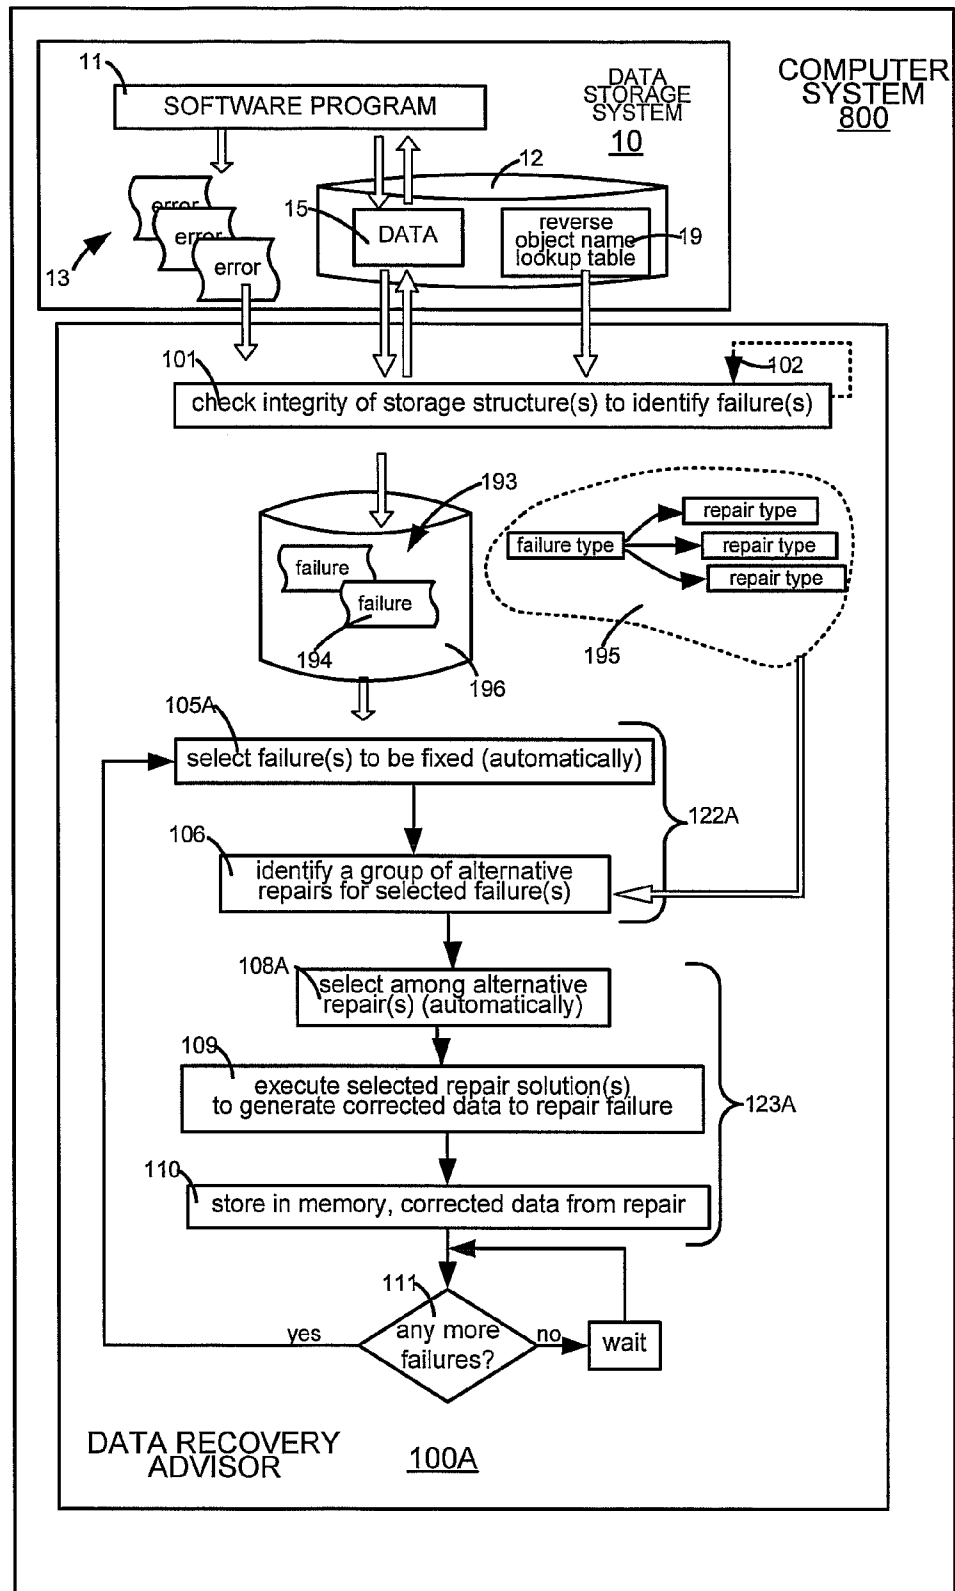 COMPUTER
SYSTEM
800
11
SOFTWARE PROGRAM
DATA
STORAGE
SYSTEM
10
12
error
error
error
13
15
DATA
reverse
object name
lookup table
19
101
102
check integrity of storage structure(s) to identify failure(s)
193
failure
failure
194
196
failure type
repair type
repair type
repair type
195
105A
select failure(s) to be fixed (automatically)
122A
106
identify a group of alternative
repairs for selected failure(s)
108A
select among alternative
repair(s) (automatically)
109
execute selected repair solution(s)
to generate corrected data to repair failure
123A
110
store in memory, corrected data from repair
111
any more
failures?
yes
no
wait
DATA RECOVERY
ADVISOR
100A